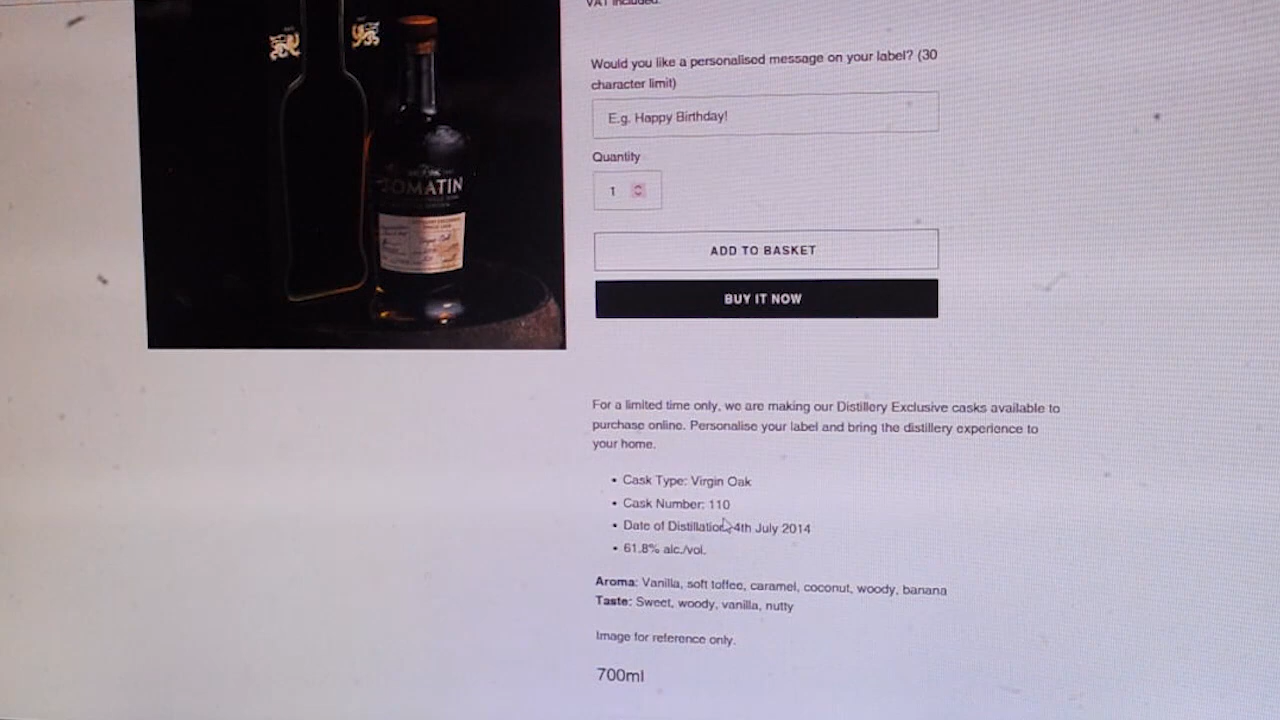 VAT included.
Would you like a personalised message on your label? (30
character limit)
E.g. Happy Birthday!
Quantity
1
ADD TO BASKET
BUY IT NOW
TOMATIN
For a limited time only, we are making our Distillery Exclusive casks available to
purchase online. Personalise your label and bring the distillery experience to
your home.
• Cask Type: Virgin Oak
• Cask Number: 110
• Date of Distillation: 4th July 2014
• 61.8% alc./vol.
Aroma: Vanilla, soft toffee, caramel, coconut, woody, banana
Taste: Sweet, woody, vanilla, nutty
Image for reference only.
700ml